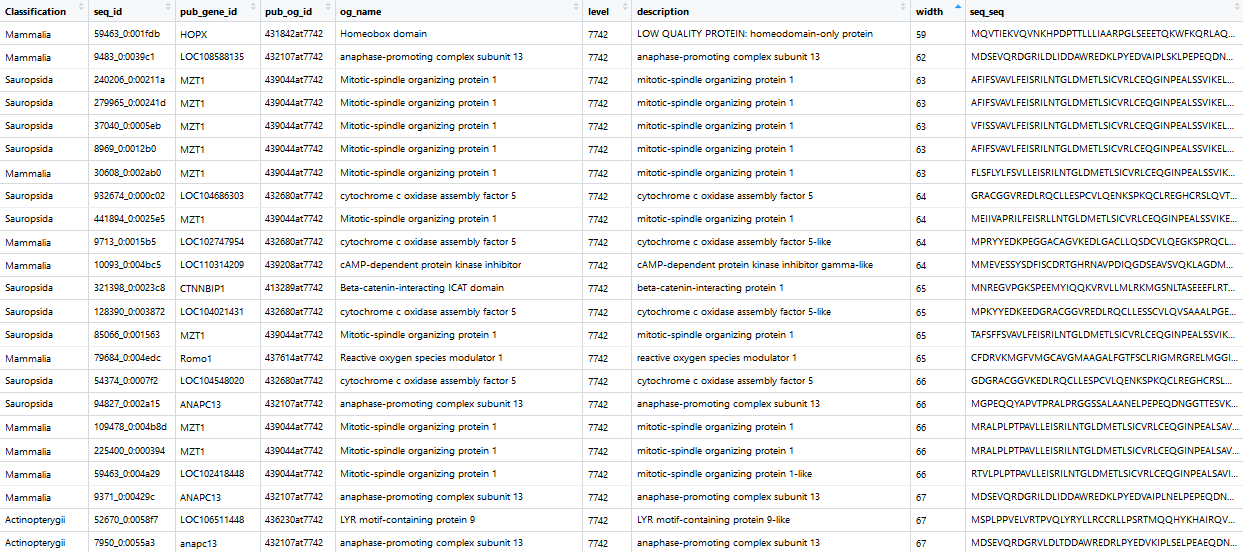 Classification seq_id pub_gene_id pub_og_id og_name level description width seq_seq
Mammalia 59463_0:001fdb HOPX 431842at7742 Homeobox domain 7742 LOW QUALITY PROTEIN: homeodomain-only protein 59 MQVTIEKVQVNKHPDPTTLLLIAARPGLSEEETQKWFKQRLAQ...
Mammalia 9483_0:0039c1 LOC108588135 432107at7742 anaphase-promoting complex subunit 13 7742 anaphase-promoting complex subunit 13 62 MDSEVQRDGRILDLIDDAWREDKLPYEDVAIPLSKLPEPEQDN...
Sauropsida 240206_0:00211a MZT1 439044at7742 Mitotic-spindle organizing protein 1 7742 mitotic-spindle organizing protein 1 63 AFIFSVAVLFEISRILNTGLDMETLSICVRLCEQGINPEALSSVIKEL...
Sauropsida 279965_0:00241d MZT1 439044at7742 Mitotic-spindle organizing protein 1 7742 mitotic-spindle organizing protein 1 63 AFIFSVAVLFEISRILNTGLDMETLSICVRLCEQGINPEALSSVIKEL...
Sauropsida 37040_0:0005eb MZT1 439044at7742 Mitotic-spindle organizing protein 1 7742 mitotic-spindle organizing protein 1 63 VFISSVAVLFEISRILNTGLDMETLSICVRLCEQGINPEALSSVIKEL...
Sauropsida 8969_0:0012b0 MZT1 439044at7742 Mitotic-spindle organizing protein 1 7742 mitotic-spindle organizing protein 1 63 AFIFSVAVLFEISRILNTGLDMETLSICVRLCEQGINPEALSSVIKEL...
Mammalia 30608_0:002ab0 MZT1 439044at7742 Mitotic-spindle organizing protein 1 7742 mitotic-spindle organizing protein 1 63 FLSFLYLFSVLLEISRILNTGLDMETLSICVRLCEQGINPEALSSVIK...
Sauropsida 932674_0:000c02 LOC104686303 432680at7742 cytochrome c oxidase assembly factor 5 7742 cytochrome c oxidase assembly factor 5 64 GRACGGVREDLRQCLLESPCVLQENKSPKQCLREGHCRSLQVT...
Sauropsida 441894_0:0025e5 MZT1 439044at7742 Mitotic-spindle organizing protein 1 7742 mitotic-spindle organizing protein 1 64 MEIIVAPRILFEISRLLNTGLDMETLSICVRLCEQGINPEALSSVIKE...
Mammalia 9713_0:0015b5 LOC102747954 432680at7742 cytochrome c oxidase assembly factor 5 7742 cytochrome c oxidase assembly factor 5-like 64 MPRYYEDKPEGGACAGVKEDLGACLLQSDCVLQEGKSPRQCL...
Mammalia 10093_0:004bc5 LOC110314209 439208at7742 cAMP-dependent protein kinase inhibitor 7742 cAMP-dependent protein kinase inhibitor gamma-like 64 MMEVESSYSDFISCDRTGHRNAVPDIQGDSEAVSVQKLAGDM...
Sauropsida 321398_0:0023c8 CTNNBIP1 413289at7742 Beta-catenin-interacting ICAT domain 7742 beta-catenin-interacting protein 1 65 MNREGVPGKSPEEMYIQQKVRVLLMLRKMGSNLTASEEEFLRT...
Sauropsida 128390_0:003872 LOC104021431 432680at7742 cytochrome c oxidase assembly factor 5 7742 cytochrome c oxidase assembly factor 5-like 65 MPKYYEDKEEDGRACGGVREDLRQCLLESSCVLQVSAAALPGE...
Sauropsida 85066_0:001563 MZT1 439044at7742 Mitotic-spindle organizing protein 1 7742 mitotic-spindle organizing protein 1 65 TAFSFFSVAVLFEISRILNTGLDMETLSICVRLCEQGINPEALSSVIK...
Mammalia 79684_0:004edc Romo1 437614at7742 Reactive oxygen species modulator 1 7742 reactive oxygen species modulator 1 65 CFDRVKMGFVMGCAVGMAAGALFGTFSCLRIGMRGRELMGGI...
Sauropsida 54374_0:0007f2 LOC104548020 432680at7742 cytochrome c oxidase assembly factor 5 7742 cytochrome c oxidase assembly factor 5 66 GDGRACGGVKEDLRQCLLESPCVLQENKSPKQCLREGHCRSL...
Sauropsida 94827_0:002a15 ANAPC13 432107at7742 anaphase-promoting complex subunit 13 7742 anaphase-promoting complex subunit 13 66 MGPEQQYAPVTPRALPRGGSSALAANELPEPEQDNGGTTESVK...
Mammalia 109478_0:004b8d MZT1 439044at7742 Mitotic-spindle organizing protein 1 7742 mitotic-spindle organizing protein 1 66 MRALPLPTPAVLLEISRILNTGLDMETLSICVRLCEQGINPEALSAV...
Mammalia 225400_0:000394 MZT1 439044at7742 Mitotic-spindle organizing protein 1 7742 mitotic-spindle organizing protein 1 66 MRALPLPTPAVLLEISRILNTGLDMETLSICVRLCEQGINPEALSAV...
Mammalia 59463_0:004a29 LOC102418448 439044at7742 Mitotic-spindle organizing protein 1 7742 mitotic-spindle organizing protein 1-like 66 RTVLPLPTPAVLLEISRILNTGLDMETLSICVRLCEQGINPEALSAVI...
Mammalia 9371_0:00429c ANAPC13 432107at7742 anaphase-promoting complex subunit 13 7742 anaphase-promoting complex subunit 13 67 MDSEVQRDGRILDLIDDAWREDKLPYEDVAIPLNELPEPEQDN...
Actinopterygii 52670_0:0058f7 LOC106511448 436230at7742 LYR motif-containing protein 9 7742 LYR motif-containing protein 9-like 67 MSPLPPVELVRTPVQLYRYLLRCCRLLPSRTMQQHYKHAIRQV...
Actinopterygii 7950_0:0055a3 anapc13 432107at7742 anaphase-promoting complex subunit 13 7742 anaphase-promoting complex subunit 13 67 MDSEVQRDGRVLDLTDDAWREDRLPYEDVKIPLSELPEAEQDN...